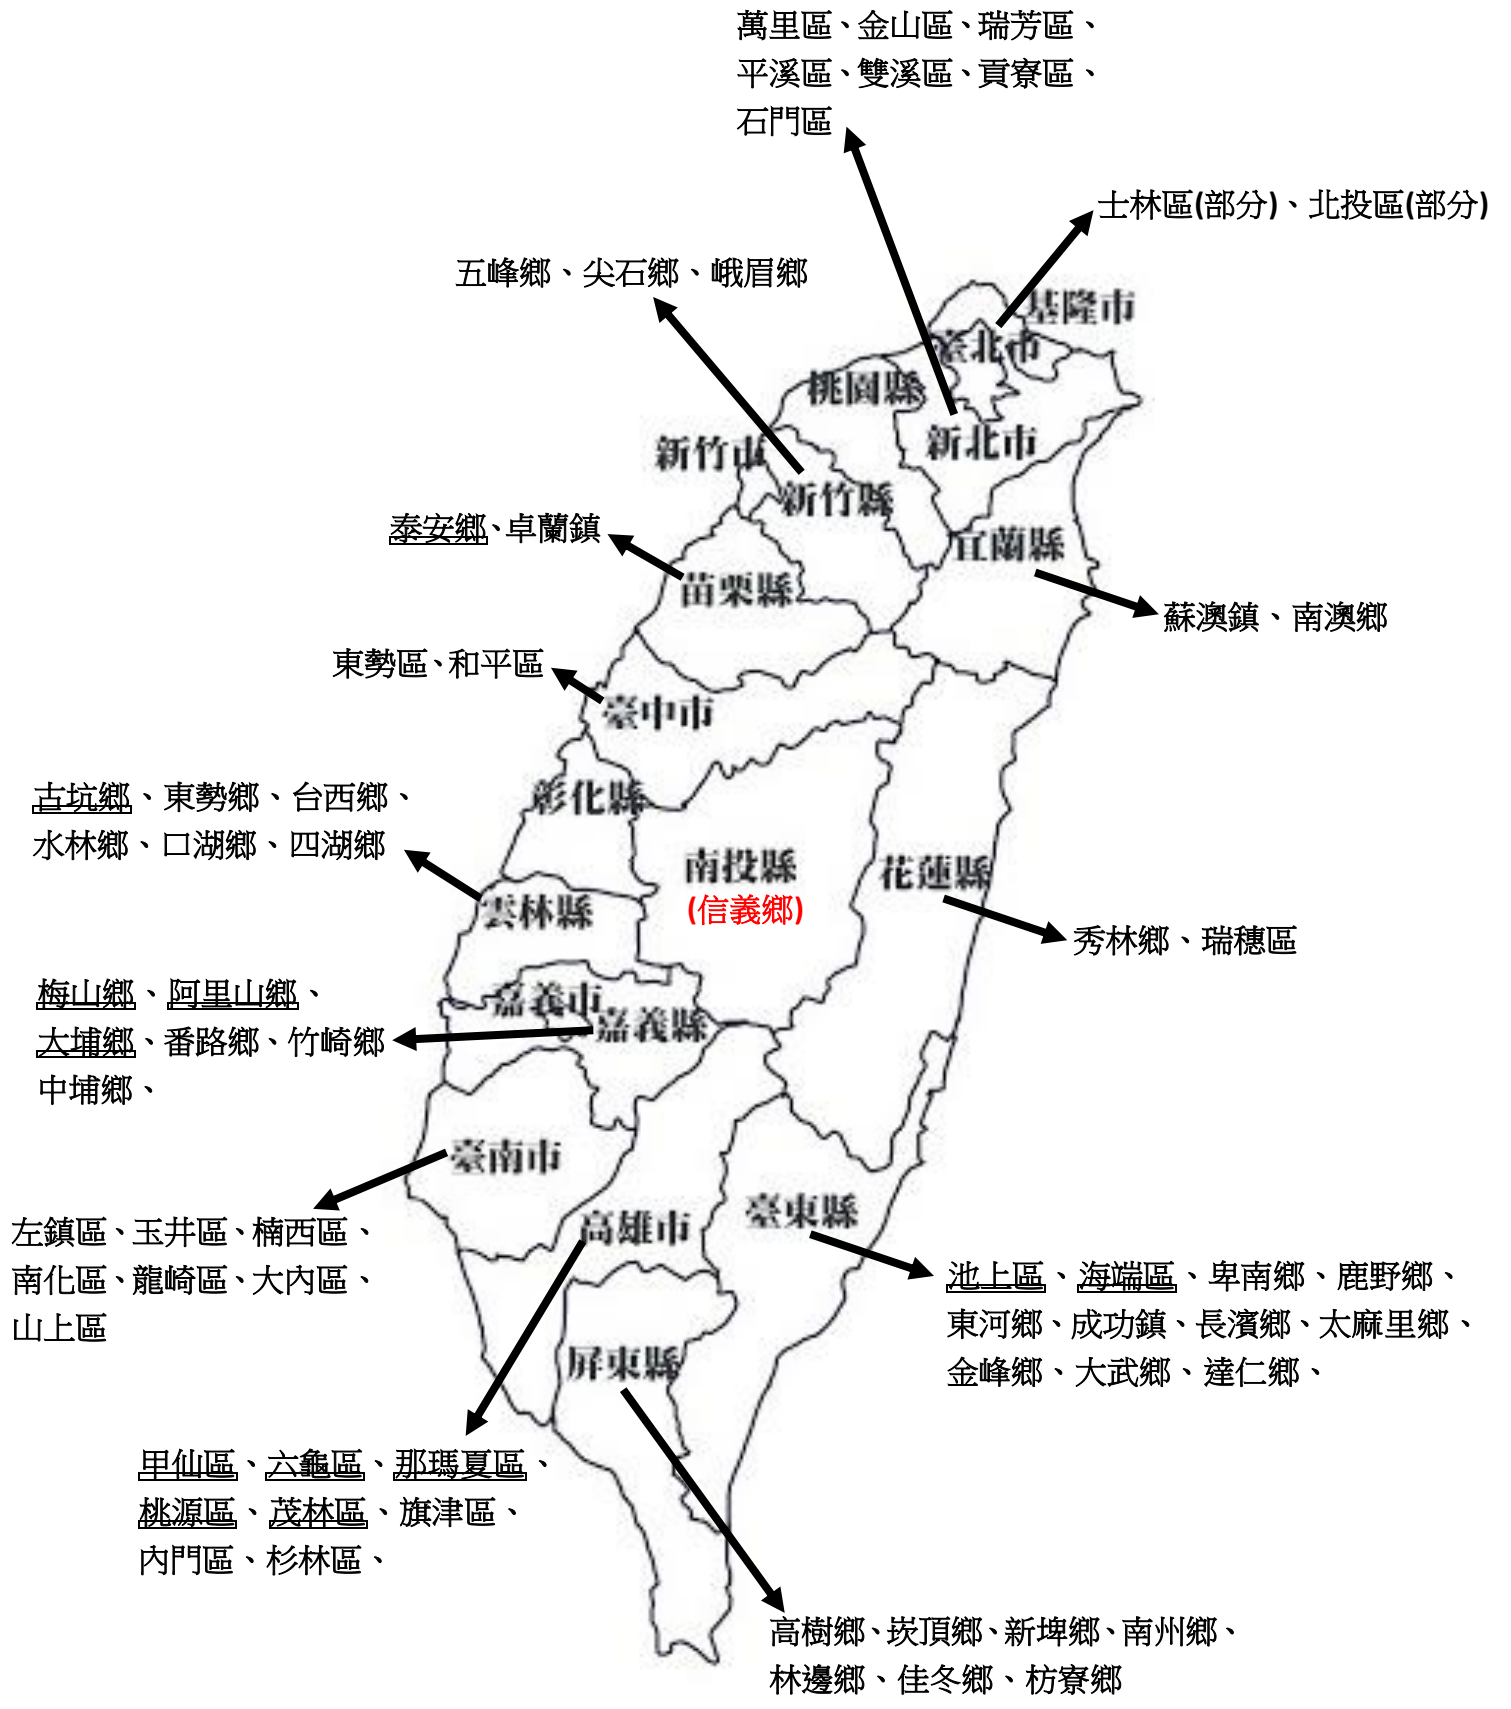 萬里區、金山區、瑞芳區、
平溪區、雙溪區、貢寮區、
石門區
士林區(部分)、北投區(部分)
五峰鄉、尖石鄉、峨眉鄉
基隆市
臺北市
桃園縣
新北市
新竹市
新竹縣
泰安鄉、卓蘭鎮
宜蘭縣
苗栗縣
蘇澳鎮、南澳鄉
東勢區、和平區
臺中市
古坑鄉、東勢鄉、台西鄉、
水林鄉、口湖鄉、四湖鄉
彰化縣
南投縣
(信義鄉)
花蓮縣
雲林縣
秀林鄉、瑞穗區
梅山鄉、阿里山鄉、
大埔鄉、番路鄉、竹崎鄉
中埔鄉、
嘉義市
嘉義縣
臺南市
左鎮區、玉井區、楠西區、
南化區、龍崎區、大內區、
山上區
高雄市
臺東縣
池上區、海端區、卑南鄉、鹿野鄉、
東河鄉、成功鎮、長濱鄉、太麻里鄉、
金峰鄉、大武鄉、達仁鄉、
屏東縣
甲仙區、六龜區、那瑪夏區、
桃源區、茂林區、旗津區、
內門區、杉林區、
高樹鄉、崁頂鄉、新埤鄉、南州鄉、
林邊鄉、佳冬鄉、枋寮鄉